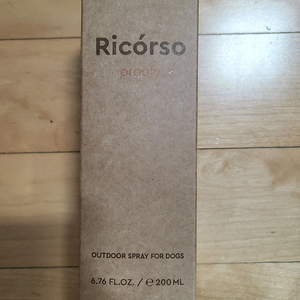 Ricórso
OUTDOOR SPRAY FOR DOGS
6.76 FL.OZ. / ℮ 200 ML